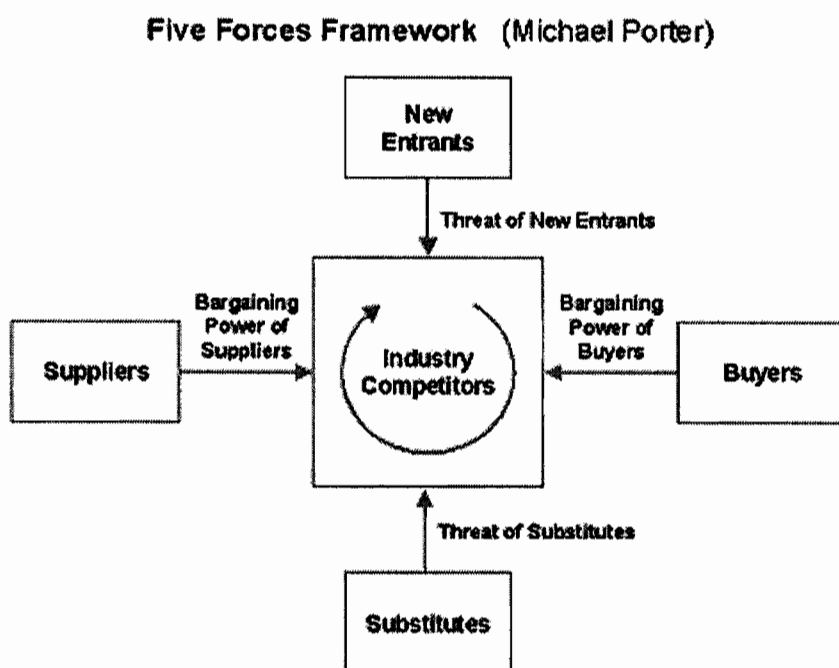 Five Forces Framework (Michael Porter)
New
Entrants
Threat of New Entrants
Bargaining
Power of
Suppliers
Bargaining
Power of
Buyers
Suppliers
Industry
Competitors
Buyers
Threat of Substitutes
Substitutes